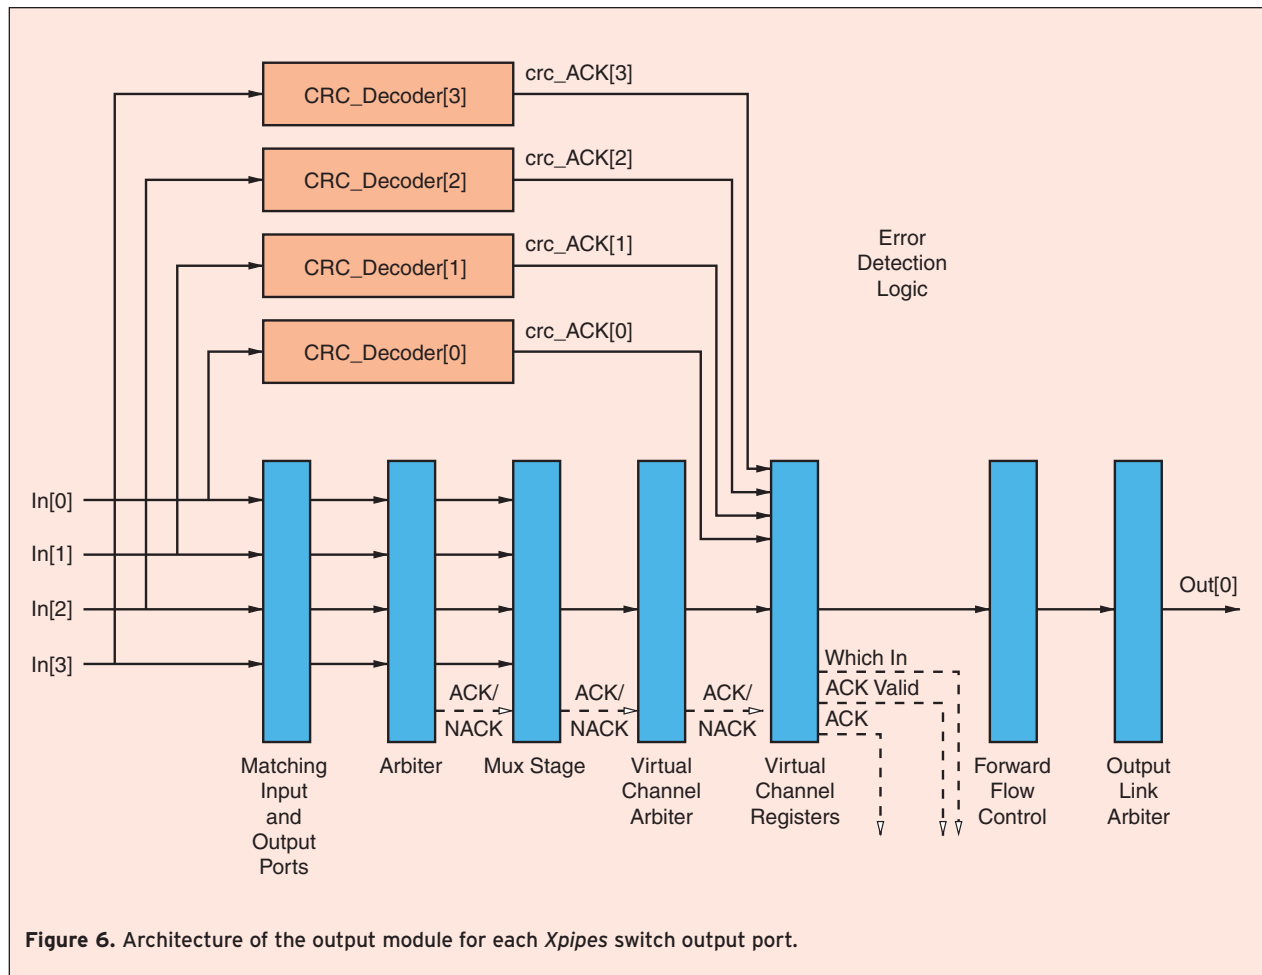 crc_ACK[3]
CRC_Decoder[3]
crc_ACK[2]
CRC_Decoder[2]
Error
Detection
Logic
crc_ACK[1]
CRC_Decoder[1]
crc_ACK[0]
CRC_Decoder[0]
In[0]
In[1]
In[2]
In[3]
Out[0]
Which In
ACK Valid
ACK
ACK/
NACK
ACK/
NACK
ACK/
NACK
Matching
Input
and
Output
Ports
Arbiter
Mux Stage
Virtual
Channel
Arbiter
Virtual
Channel
Registers
Forward
Flow
Control
Output
Link
Arbiter
Figure 6. Architecture of the output module for each Xpipes switch output port.